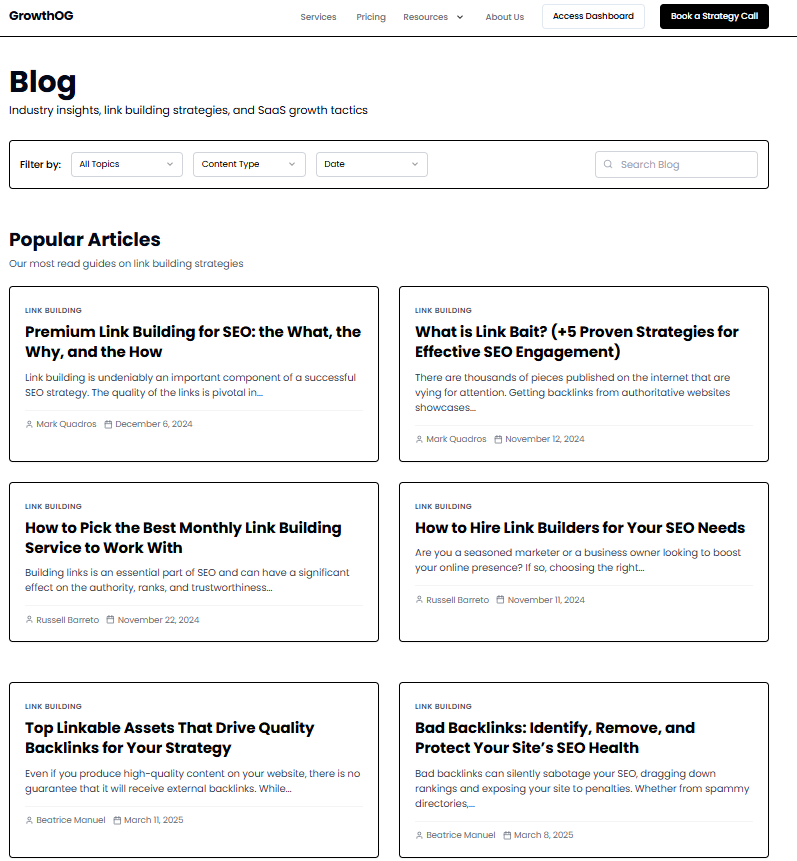 GrowthOG
Services
Pricing
Resources
About Us
Access Dashboard
Book a Strategy Call
Blog
Industry insights, link building strategies, and SaaS growth tactics
Filter by:
All Topics
Content Type
Date
Search Blog
Popular Articles
Our most read guides on link building strategies
LINK BUILDING
Premium Link Building for SEO: the What, the
Why, and the How
Link building is undeniably an important component of a successful
SEO strategy. The quality of the links is pivotal in...
Mark Quadros
December 6, 2024
LINK BUILDING
What is Link Bait? (+5 Proven Strategies for
Effective SEO Engagement)
There are thousands of pieces published on the internet that are
vying for attention. Getting backlinks from authoritative websites
showcases...
Mark Quadros
November 12, 2024
LINK BUILDING
How to Pick the Best Monthly Link Building
Service to Work With
Building links is an essential part of SEO and can have a significant
effect on the authority, ranks, and trustworthiness...
Russell Barreto
November 22, 2024
LINK BUILDING
How to Hire Link Builders for Your SEO Needs
Are you a seasoned marketer or a business owner looking to boost
your online presence? If so, choosing the right...
Russell Barreto
November 11, 2024
LINK BUILDING
Top Linkable Assets That Drive Quality
Backlinks for Your Strategy
Even if you produce high-quality content on your website, there is no
guarantee that it will receive external backlinks. While...
Beatrice Manuel
March 11, 2025
LINK BUILDING
Bad Backlinks: Identify, Remove, and
Protect Your Site's SEO Health
Bad backlinks can silently sabotage your SEO, dragging down
rankings and exposing your site to penalties. Whether from spammy
directories,...
Beatrice Manuel
March 8, 2025